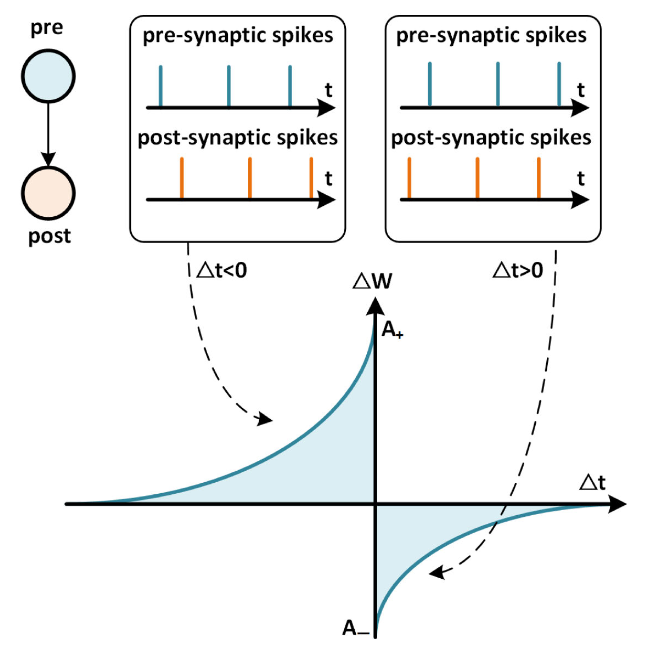 pre
post
pre-synaptic spikes
t
post-synaptic spikes
t
pre-synaptic spikes
t
post-synaptic spikes
t
△t<0
△t>0
△W
A₊
△t
A₋